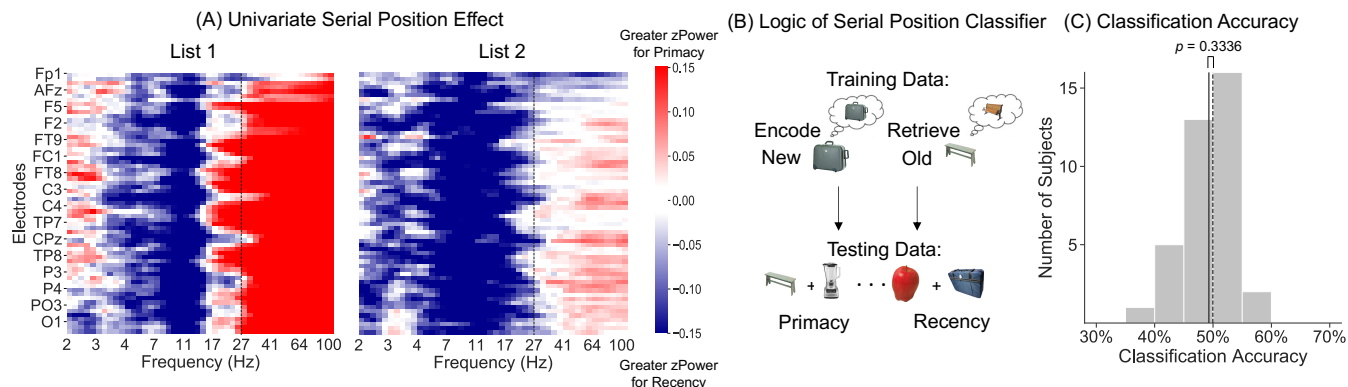 (A) Univariate Serial Position Effect
List 1
List 2
Greater zPower
for Primacy
Electrodes
Fp1
AFz
F5
F2
FT9
FC1
FT8
C3
C4
TP7
CPz
TP8
P3
P4
PO3
O1
2 3 4 7 11 17 27 41 64 100
Frequency (Hz)
2 3 4 7 11 17 27 41 64 100
Frequency (Hz)
0.15
0.10
0.05
0.00
−0.05
−0.10
−0.15
Greater zPower
for Recency
(B) Logic of Serial Position Classifier
Training Data:
Encode
New
Retrieve
Old
Testing Data:
+ · · · +
Primacy
Recency
(C) Classification Accuracy
p = 0.3336
Number of Subjects
15
10
5
30% 40% 50% 60% 70%
Classification Accuracy